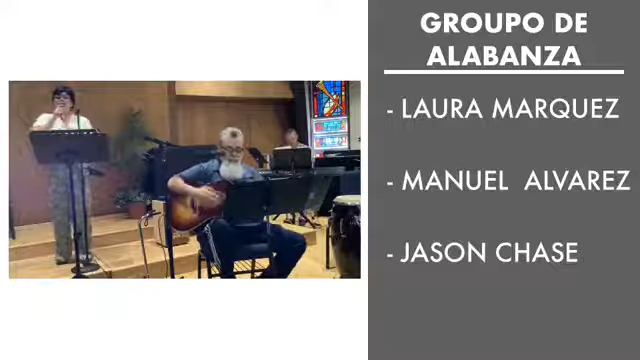 GROUPO DE
ALABANZA
- LAURA MARQUEZ
- MANUEL ALVAREZ
- JASON CHASE